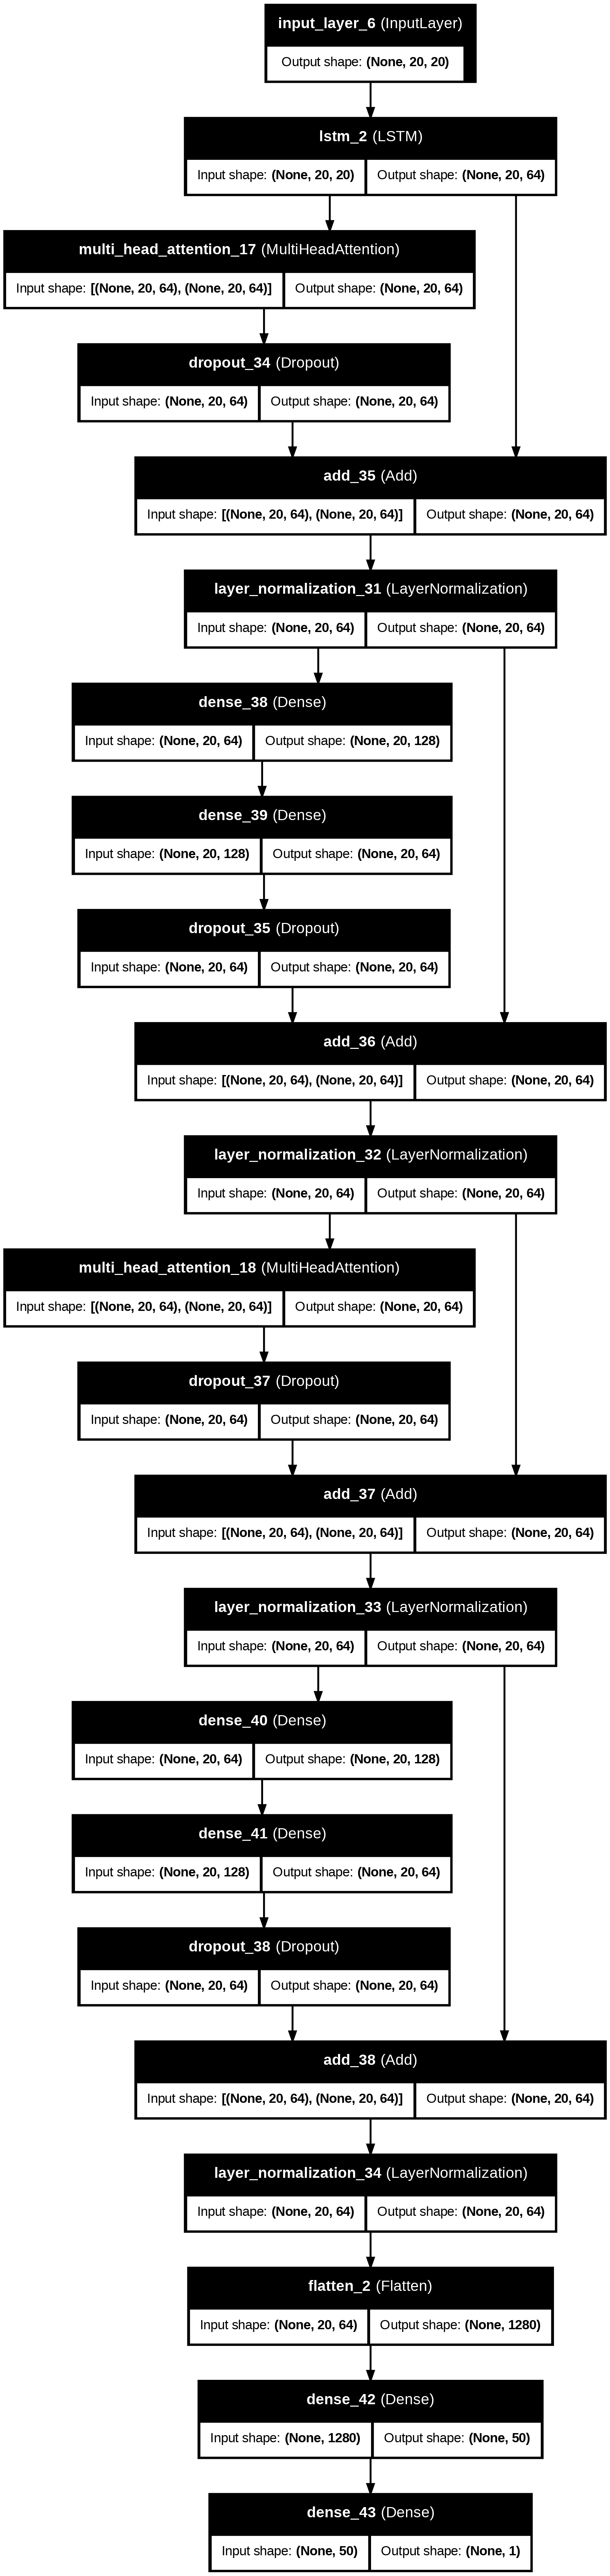 input_layer_6 (InputLayer)
Output shape: (None, 20, 20)
lstm_2 (LSTM)
Input shape: (None, 20, 20) Output shape: (None, 20, 64)
multi_head_attention_17 (MultiHeadAttention)
Input shape: [(None, 20, 64), (None, 20, 64)] Output shape: (None, 20, 64)
dropout_34 (Dropout)
Input shape: (None, 20, 64) Output shape: (None, 20, 64)
add_35 (Add)
Input shape: [(None, 20, 64), (None, 20, 64)] Output shape: (None, 20, 64)
layer_normalization_31 (LayerNormalization)
Input shape: (None, 20, 64) Output shape: (None, 20, 64)
dense_38 (Dense)
Input shape: (None, 20, 64) Output shape: (None, 20, 128)
dense_39 (Dense)
Input shape: (None, 20, 128) Output shape: (None, 20, 64)
dropout_35 (Dropout)
Input shape: (None, 20, 64) Output shape: (None, 20, 64)
add_36 (Add)
Input shape: [(None, 20, 64), (None, 20, 64)] Output shape: (None, 20, 64)
layer_normalization_32 (LayerNormalization)
Input shape: (None, 20, 64) Output shape: (None, 20, 64)
multi_head_attention_18 (MultiHeadAttention)
Input shape: [(None, 20, 64), (None, 20, 64)] Output shape: (None, 20, 64)
dropout_37 (Dropout)
Input shape: (None, 20, 64) Output shape: (None, 20, 64)
add_37 (Add)
Input shape: [(None, 20, 64), (None, 20, 64)] Output shape: (None, 20, 64)
layer_normalization_33 (LayerNormalization)
Input shape: (None, 20, 64) Output shape: (None, 20, 64)
dense_40 (Dense)
Input shape: (None, 20, 64) Output shape: (None, 20, 128)
dense_41 (Dense)
Input shape: (None, 20, 128) Output shape: (None, 20, 64)
dropout_38 (Dropout)
Input shape: (None, 20, 64) Output shape: (None, 20, 64)
add_38 (Add)
Input shape: [(None, 20, 64), (None, 20, 64)] Output shape: (None, 20, 64)
layer_normalization_34 (LayerNormalization)
Input shape: (None, 20, 64) Output shape: (None, 20, 64)
flatten_2 (Flatten)
Input shape: (None, 20, 64) Output shape: (None, 1280)
dense_42 (Dense)
Input shape: (None, 1280) Output shape: (None, 50)
dense_43 (Dense)
Input shape: (None, 50) Output shape: (None, 1)